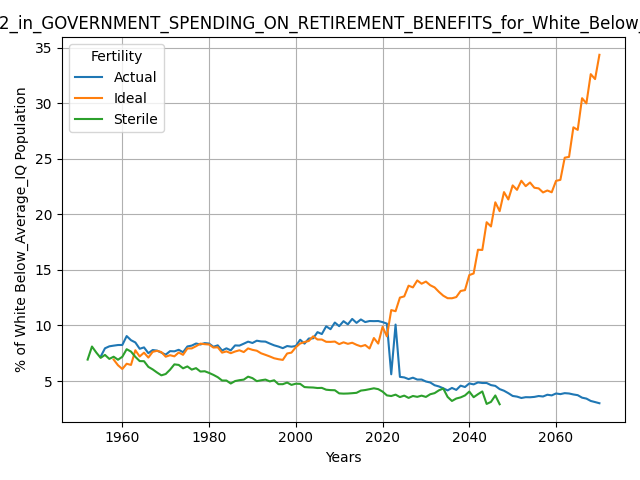 2_in_GOVERNMENT_SPENDING_ON_RETIREMENT_BENEFITS_for_White_Below_
Fertility
Actual
Ideal
Sterile
% of White Below_Average_IQ Population
35
30
25
20
15
10
5
1960 1980 2000 2020 2040 2060
Years